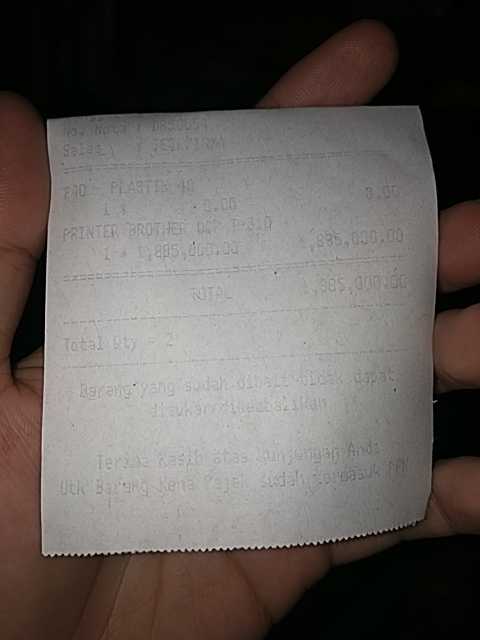 No. Nota :
Sales :
PRO - PLASTIK 40
1 x 0.00 0.00
PRINTER BROTHER DCP T-310
1 x 1,885,000.00 1,885,000.00
TOTAL 1,885,000.00
Total Qty = 2
Barang yang sudah dibeli tidak dapat
ditukar/dikembalikan
Terima Kasih atas Kunjungan Anda
Utk Barang Kena Pajak sudah termasuk PPN